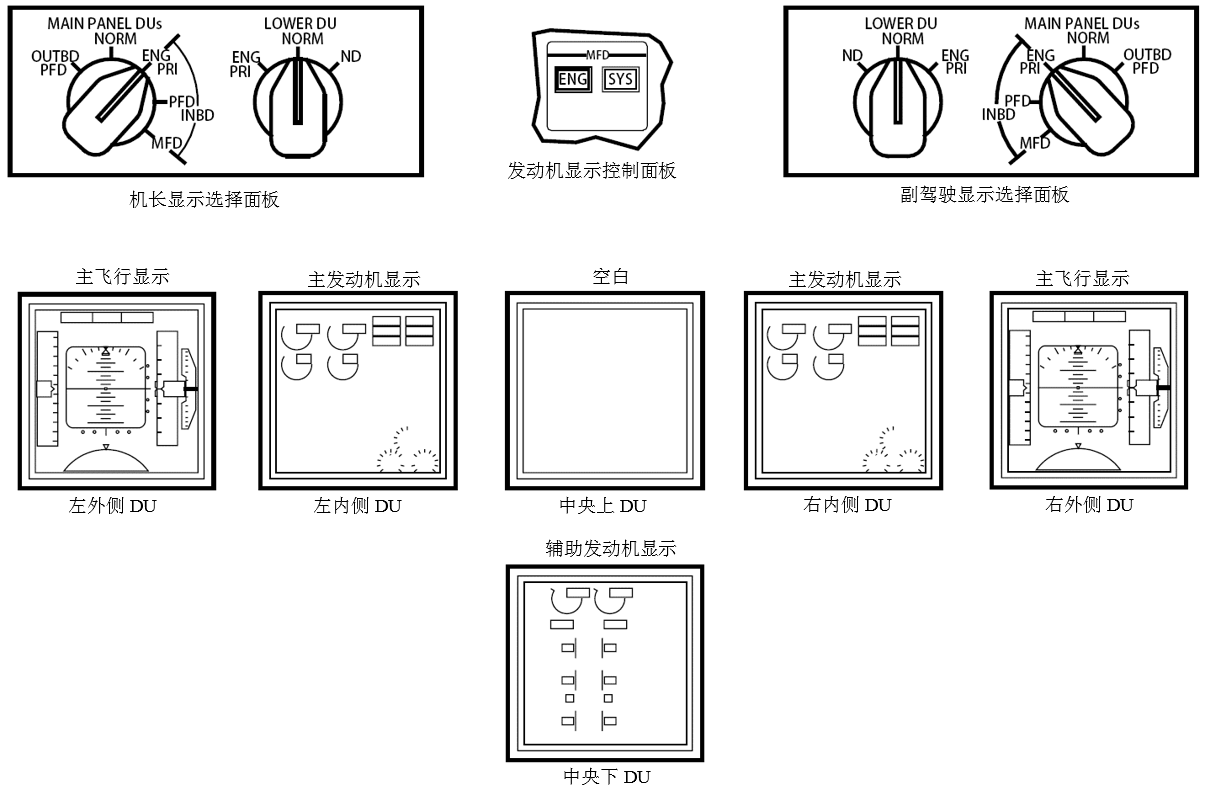 MAIN PANEL DUs
NORM
OUTBD
PFD
ENG
PRI
PFD
INBD
MFD
LOWER DU
NORM
ENG
PRI
ND
机长显示选择面板
MFD
ENG SYS
发动机显示控制面板
LOWER DU
NORM
ND
ENG
PRI
MAIN PANEL DUs
NORM
ENG
PRI
OUTBD
PFD
PFD
INBD
MFD
副驾驶显示选择面板
主飞行显示
主发动机显示
空白
主发动机显示
主飞行显示
左外侧 DU
左内侧 DU
中央上 DU
右内侧 DU
右外侧 DU
辅助发动机显示
中央下 DU